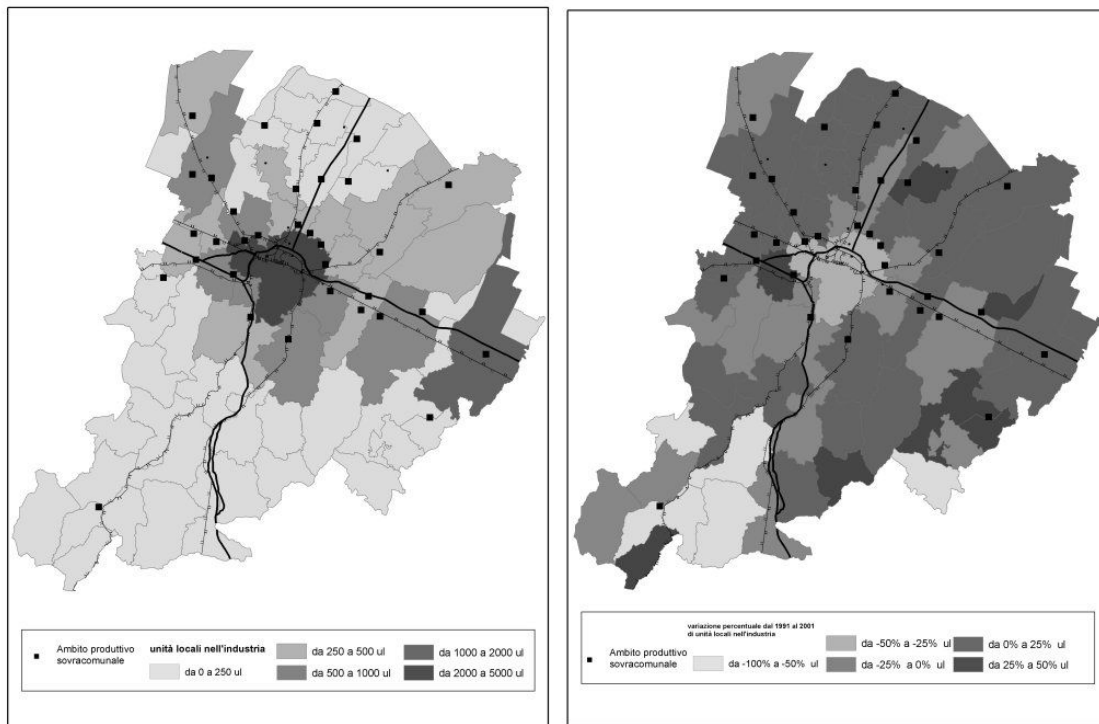 Ambito produttivo
sovracomunale
unità locali nell'industria
da 0 a 250 ul
da 250 a 500 ul
da 500 a 1000 ul
da 1000 a 2000 ul
da 2000 a 5000 ul
Ambito produttivo
sovracomunale
variazione percentuale dal 1991 al 2001
di unità locali nell'industria
da -100% a -50% ul
da -50% a -25% ul
da -25% a 0% ul
da 0% a 25% ul
da 25% a 50% ul